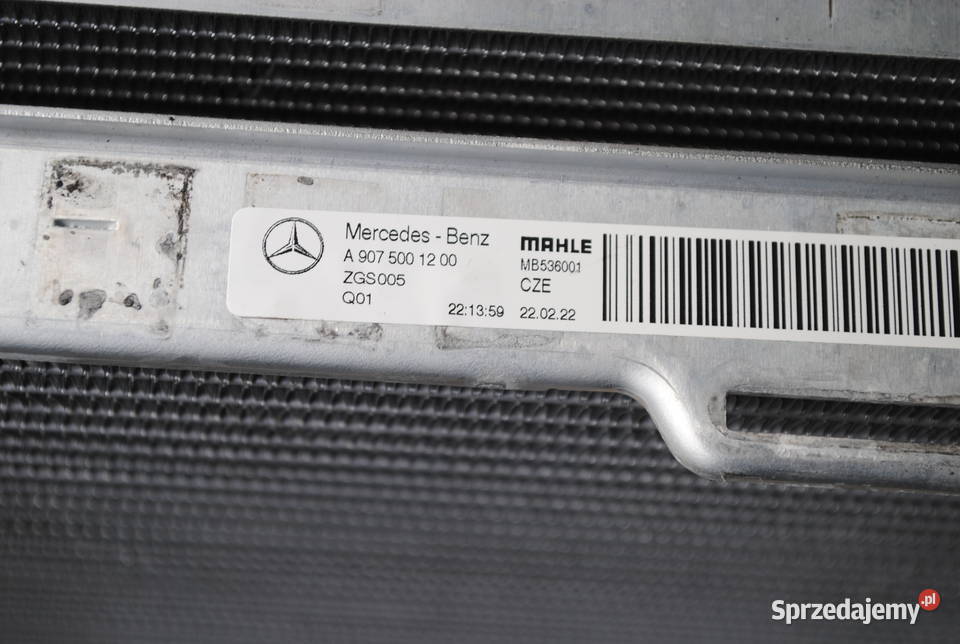 Mercedes - Benz
A 907 500 12 00
ZGS005
Q01
22:13:59
MAHLE
MB536001
CZE
22.02.22
Sprzedajemy.pl